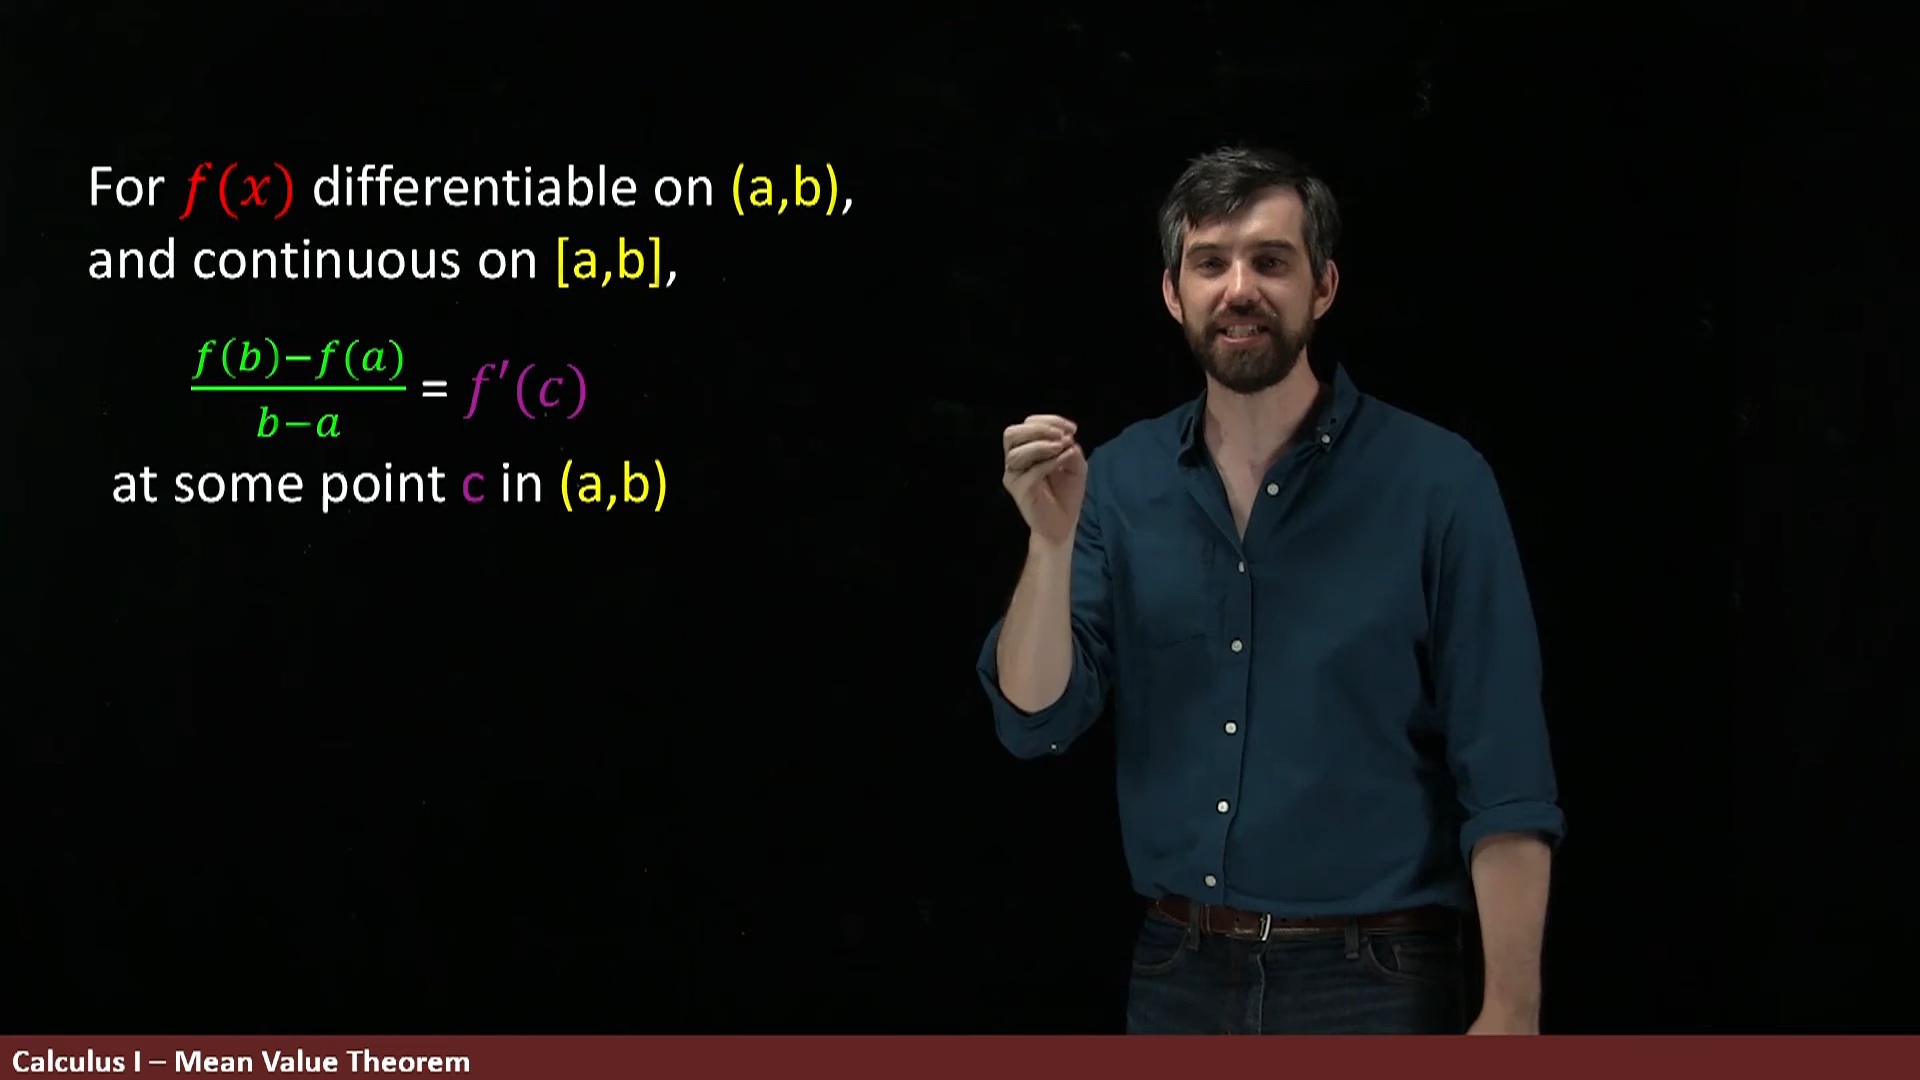 For f(x) differentiable on (a,b),
and continuous on [a,b],
f(b)−f(a)
b−a
= f′(c)
at some point c in (a,b)
Calculus I – Mean Value Theorem